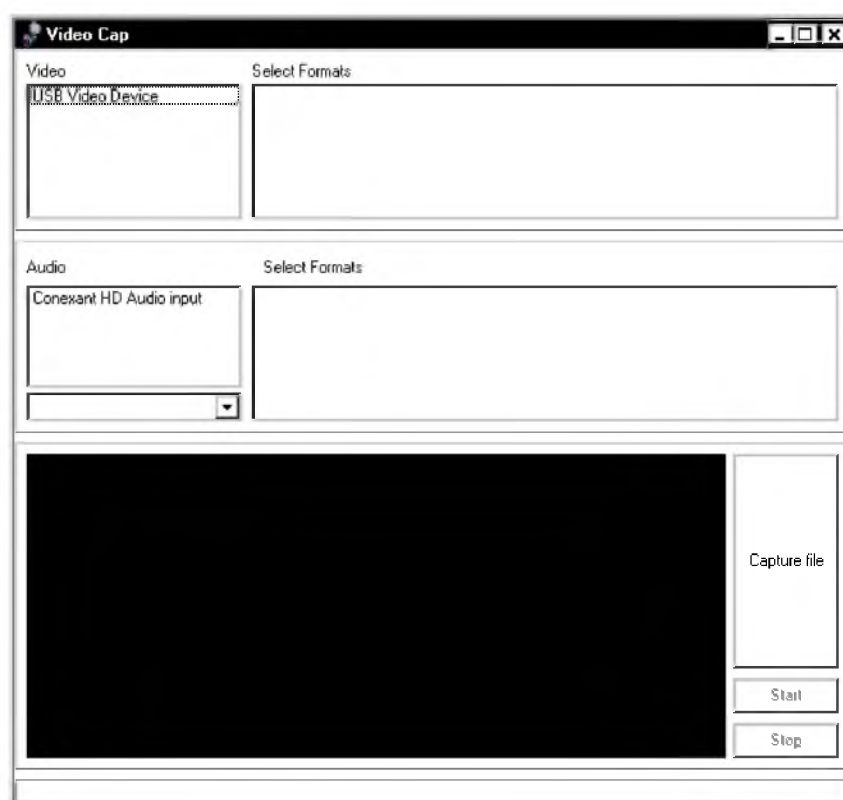 Video Cap
Video Select Formats
USB Video Device
Audio Select Formats
Conexant HD Audio input
Capture file
Start
Stop